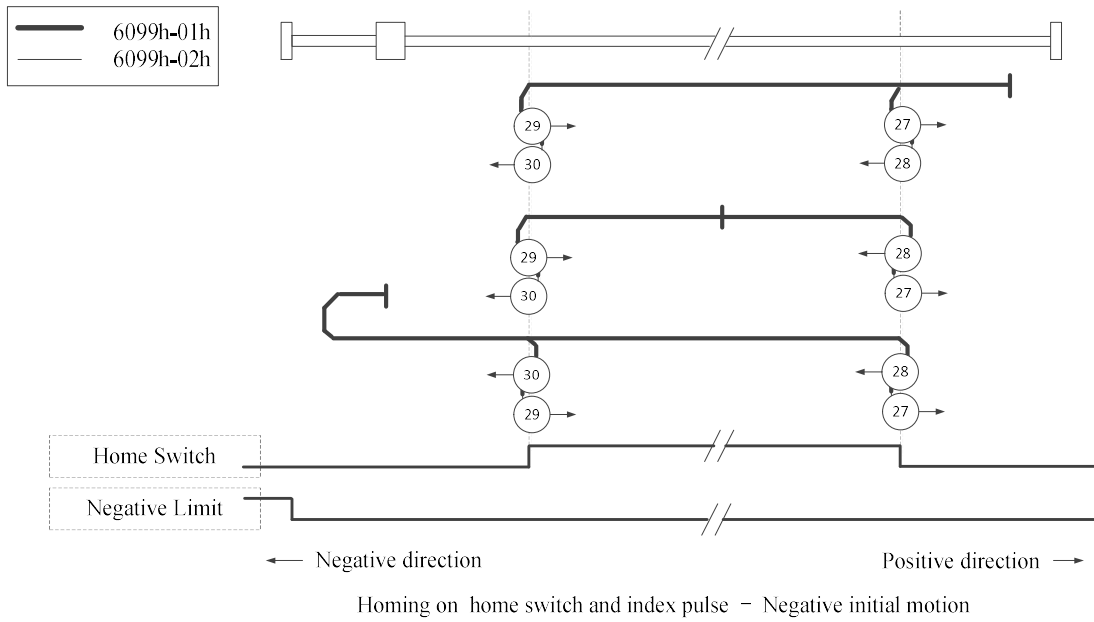 6099h-01h
6099h-02h
29
27
30
28
29
28
30
27
30
28
29
27
Home Switch
Negative Limit
Negative direction
Positive direction
Homing on home switch and index pulse － Negative initial motion